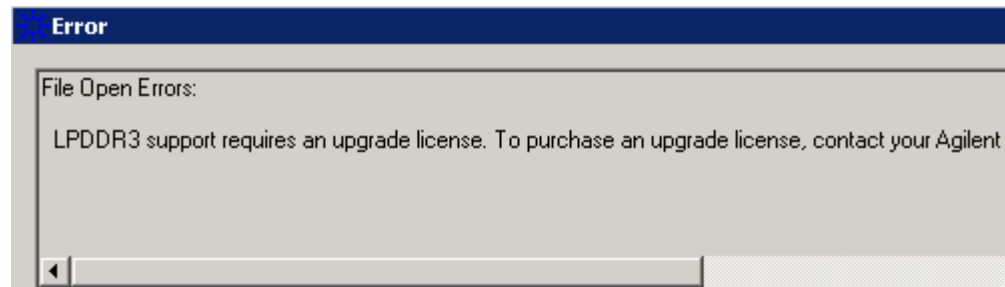 Error
File Open Errors:
LPDDR3 support requires an upgrade license. To purchase an upgrade license, contact your Agilent